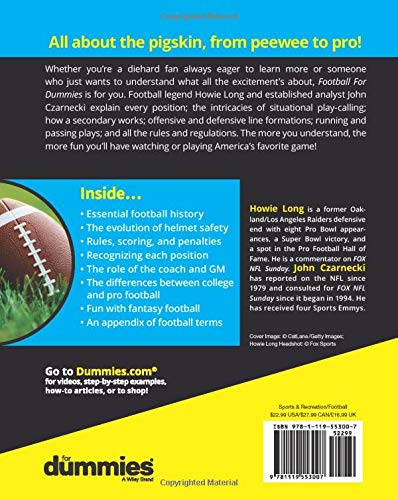 Copyrighted Material
All about the pigskin, from peewee to pro!
Whether you're a diehard fan always eager to learn more or someone
who just wants to understand what all the excitement's about, Football For
Dummies is for you. Football legend Howie Long and established analyst John
Czarnecki explain every position; the intricacies of situational play-calling;
how a secondary works; offensive and defensive line formations; running and
passing plays; and all the rules and regulations. The more you understand, the
more fun you'll have watching or playing America's favorite game!
Inside…
• Essential football history
• The evolution of helmet safety
• Rules, scoring, and penalties
• Recognizing each position
• The role of the coach and GM
• The differences between college
and pro football
• Fun with fantasy football
• An appendix of football terms
Howie Long is a former Oak-
land/Los Angeles Raiders defensive
end with eight Pro Bowl appear-
ances, a Super Bowl victory, and
a spot in the Pro Football Hall of
Fame. He is a commentator on FOX
NFL Sunday. John Czarnecki
has reported on the NFL since
1979 and consulted for FOX NFL
Sunday since it began in 1994. He
has received four Sports Emmys.
Cover Image: © CatLane/Getty Images;
Howie Long Headshot: © Fox Sports
Go to Dummies.com®
for videos, step-by-step examples,
how-to articles, or to shop!
for
dummies®
A Wiley Brand
Sports & Recreation/Football
$22.99 USA/$27.99 CAN/£16.99 UK
ISBN 978-1-119-55300-7
52299
9 781119 553007
Copyrighted Material